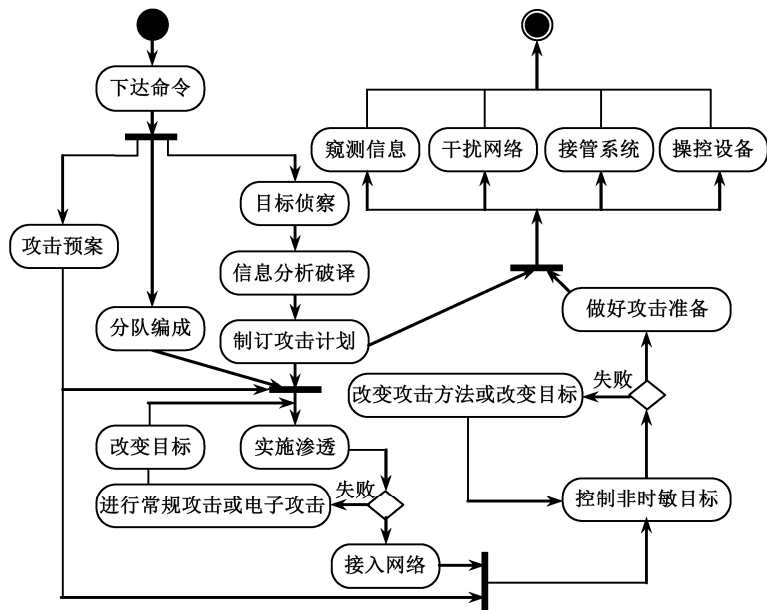 下达命令
窥测信息
干扰网络
接管系统
操控设备
目标侦察
攻击预案
信息分析破译
分队编成
制订攻击计划
做好攻击准备
失败
改变攻击方法或改变目标
改变目标
实施渗透
失败
进行常规攻击或电子攻击
控制非时敏目标
接入网络